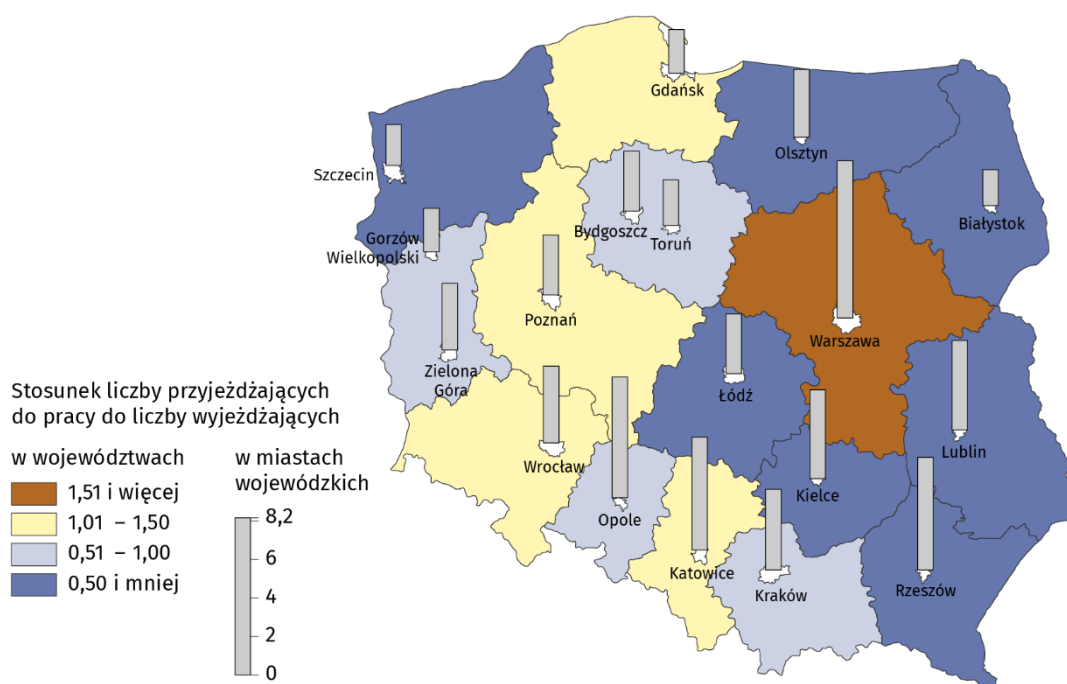 Gdańsk
Olsztyn
Szczecin
Białystok
Bydgoszcz
Toruń
Gorzów
Wielkopolski
Poznań
Warszawa
Zielona
Góra
Łódź
Lublin
Wrocław
Kielce
Opole
Katowice
Kraków
Rzeszów
Stosunek liczby przyjeżdżających
do pracy do liczby wyjeżdżających
w województwach
1,51 i więcej
1,01 – 1,50
0,51 – 1,00
0,50 i mniej
w miastach
wojewódzkich
8,2
6
4
2
0